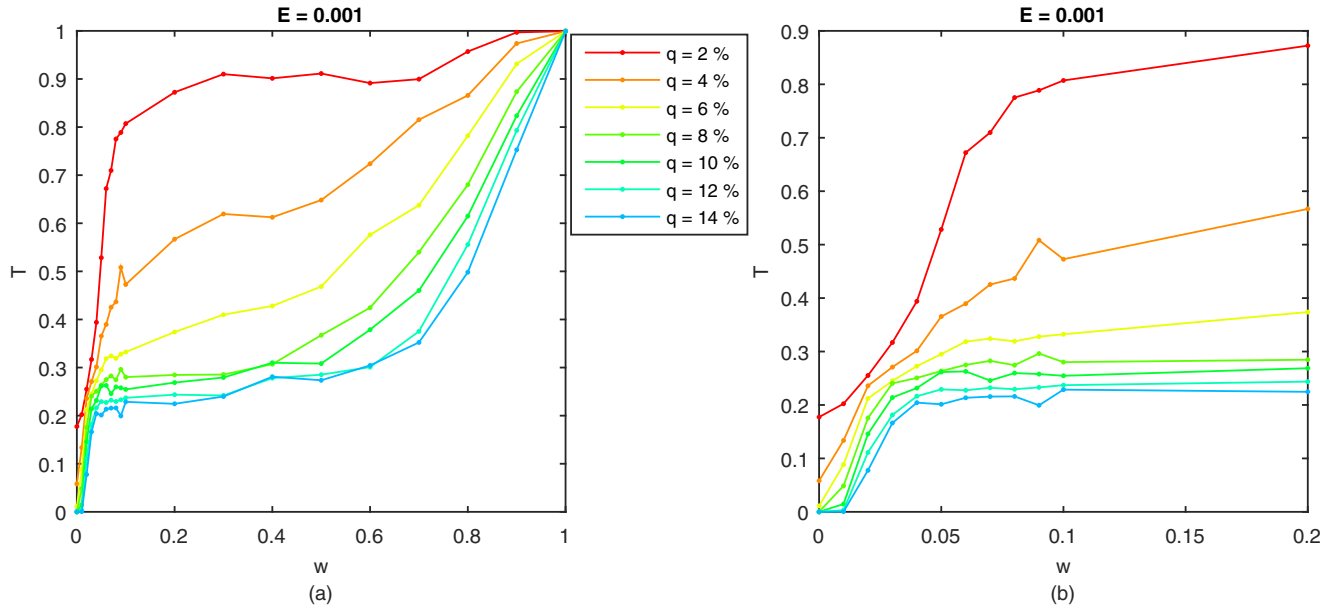 E = 0.001
1
0.9
0.8
0.7
0.6
0.5
0.4
0.3
0.2
0.1
0
T
0 0.2 0.4 0.6 0.8 1
w
(a)
q = 2 %
q = 4 %
q = 6 %
q = 8 %
q = 10 %
q = 12 %
q = 14 %
E = 0.001
0.9
0.8
0.7
0.6
0.5
0.4
0.3
0.2
0.1
0
T
0 0.05 0.1 0.15 0.2
w
(b)